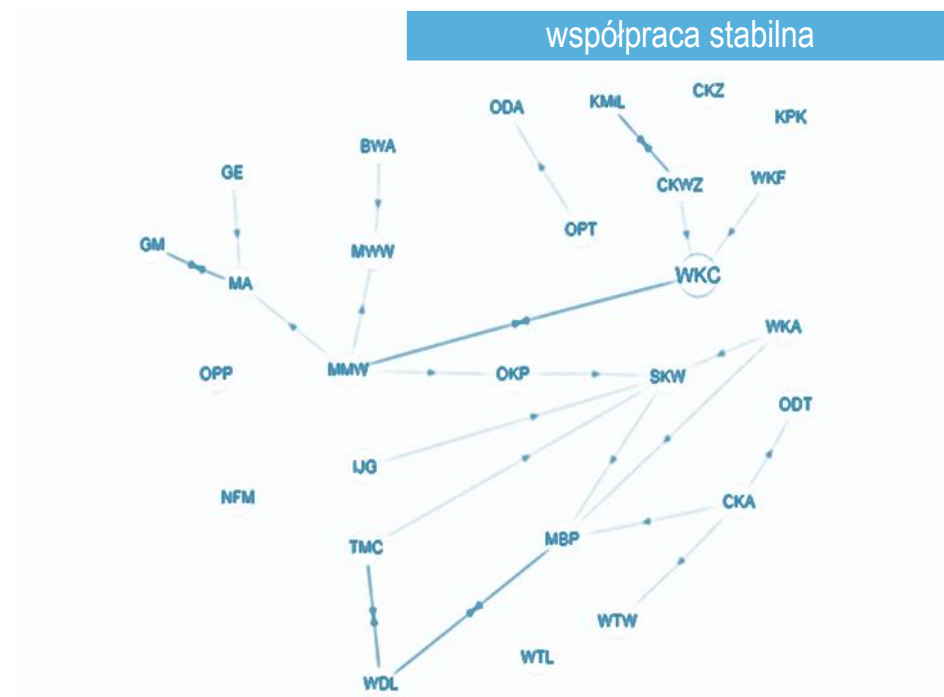 współpraca stabilna
CKZ
KMiL
ODA
KPK
BWA
GE
WKF
CKWZ
OPT
GM
MWW
WKC
MA
WKA
MMW
OPP
OKP
SKW
ODT
IJG
NFM
CKA
MBP
TMC
WTW
WTL
WDL